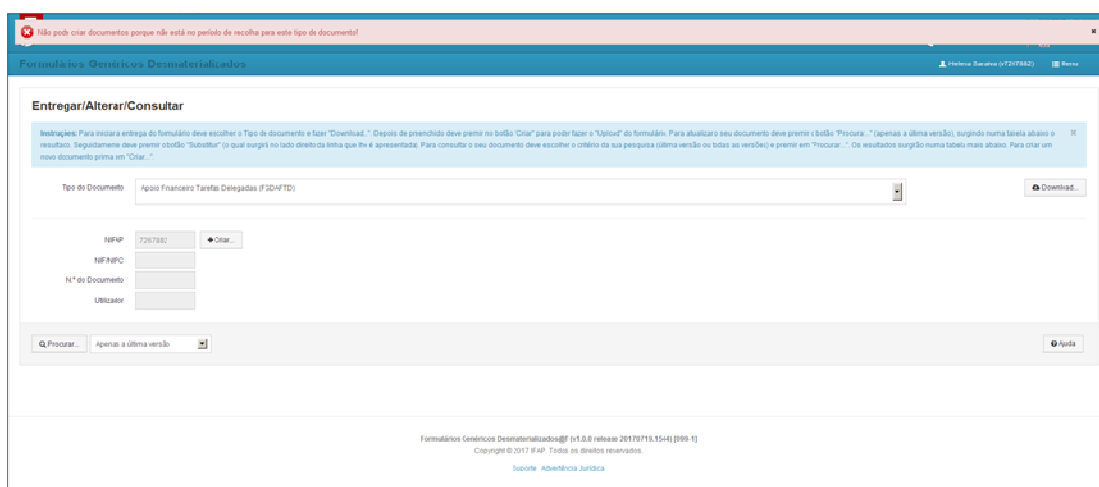 Não pode criar documentos porque não está no período de recolha para este tipo de documento!
Formulários Genéricos Desmaterializados
Helena Saraiva
Entregar/Alterar/Consultar
Instruções: Para iniciar a entrega do formulário deve escolher o Tipo de documento e fazer "Download...". Depois de preenchido deve premir no botão "Criar" para poder fazer o "Upload" do formulário. Para atualizar o seu documento deve premir o botão "Procurar..." (apenas a última versão), surgindo numa tabela abaixo o
resultado. Seguidamente deve premir o botão "Substituir" (o qual surgirá no lado direito da linha que lhe é apresentada). Para consultar o seu documento deve escolher o critério da sua pesquisa (última versão ou todas as versões) e premir em "Procurar...". Os resultados surgirão numa tabela mais abaixo. Para criar um
novo documento prima em "Criar..."
Tipo do Documento Apoio Financeiro Tarefas Delegadas Download...
NIFAP Criar...
NIF/NIPC
N.º do Documento
Utilizador
Procurar... Apenas a última versão Ajuda
Formulários Genéricos Desmaterializados@if
Copyright © 2017 IFAP. Todos os direitos reservados.
Suporte Advertência Jurídica